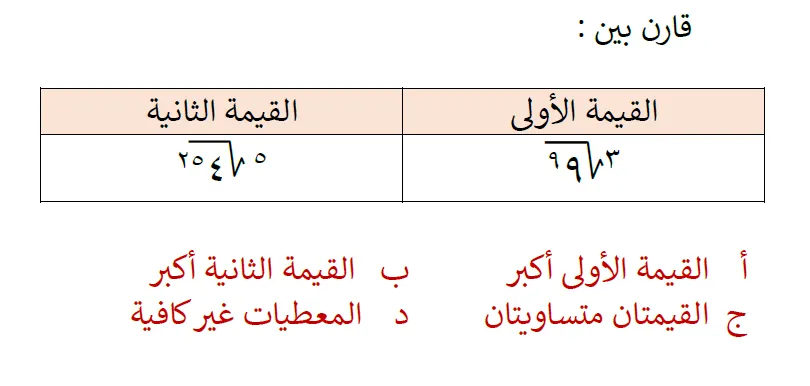 قارن بين :
القيمة الأولى القيمة الثانية
٣√٩٩ ٥√٤٢٥
أ القيمة الأولى أكبر ب القيمة الثانية أكبر
ج القيمتان متساويتان د المعطيات غير كافية